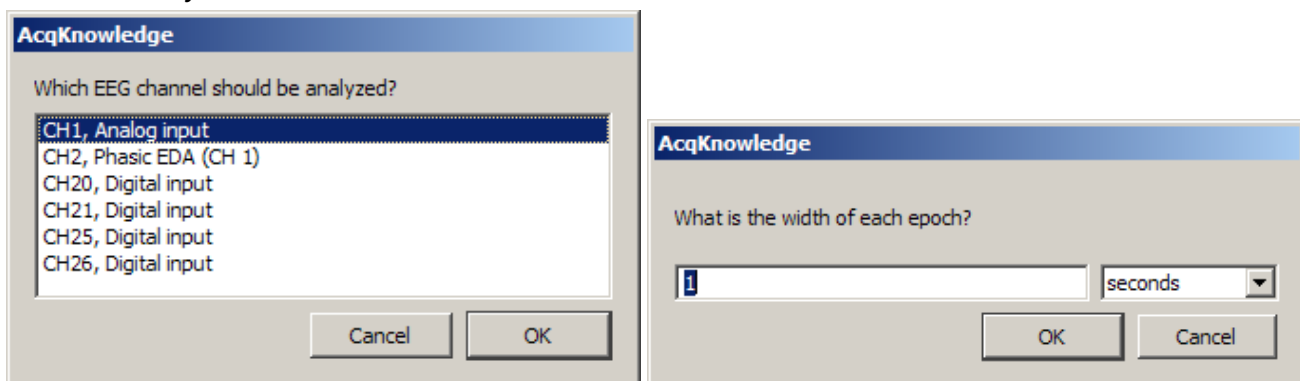 AcqKnowledge
Which EEG channel should be analyzed?
CH1, Analog input
CH2, Phasic EDA (CH 1)
CH20, Digital input
CH21, Digital input
CH25, Digital input
CH26, Digital input
Cancel OK
AcqKnowledge
What is the width of each epoch?
1 seconds
OK Cancel